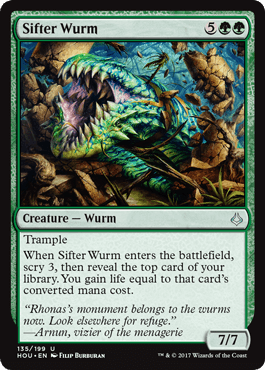 Sifter Wurm 5
Creature — Wurm
Trample
When Sifter Wurm enters the battlefield,
scry 3, then reveal the top card of your
library. You gain life equal to that card's
converted mana cost.
"Rhonas's monument belongs to the wurms
now. Look elsewhere for refuge."
—Arnun, vizier of the menagerie
7/7
135/199 U
HOU • EN Filip Burburan
™ & © 2017 Wizards of the Coast